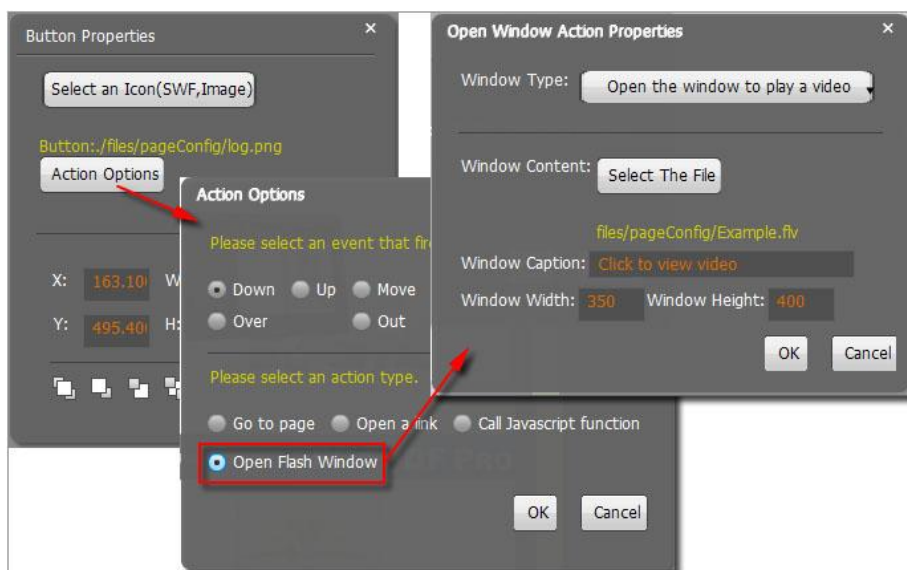 Button Properties
Select an Icon(SWF,Image)
Button:./files/pageConfig/log.png
Action Options
X: 163.10
Y: 495.40 H:
Action Options
Please select an event that
Down Up Move
Over Out
Please select an action type.
Go to page Open a link Call Javascript function
Open Flash Window
OK Cancel
Open Window Action Properties
Window Type: Open the window to play a video
Window Content: Select The File
files/pageConfig/Example.flv
Window Caption: Click to view video
Window Width: 350 Window Height: 400
OK Cancel